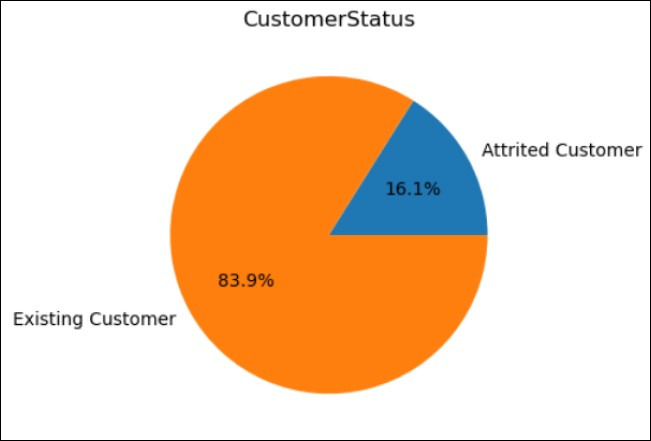 CustomerStatus
Attrited Customer
16.1%
83.9%
Existing Customer